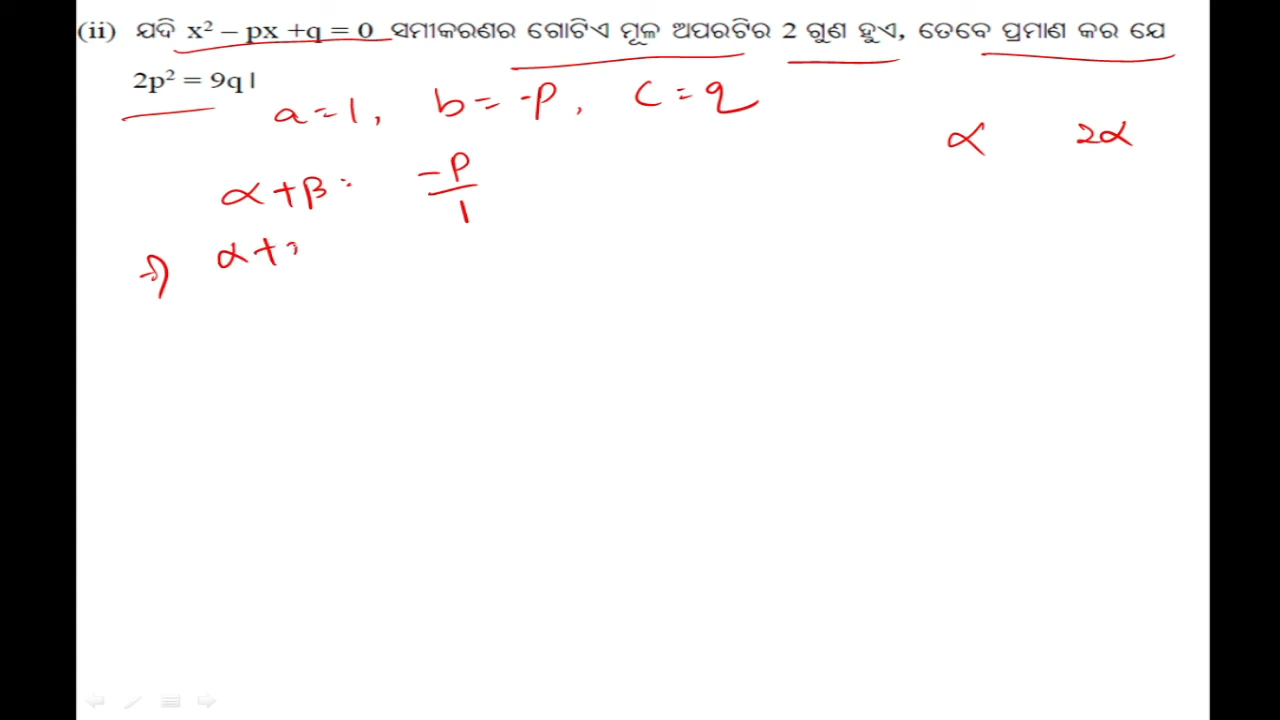 (ii) ଯଦି x² – px +q = 0 ସମୀକରଣର ଗୋଟିଏ ମୂଳ ଅପରଟିର 2 ଗୁଣ ହୁଏ, ତେବେ ପ୍ରମାଣ କର ଯେ
2p² = 9q।
a = 1, b = -p, c = q
α 2α
α + β = -p/1
⇒ α +